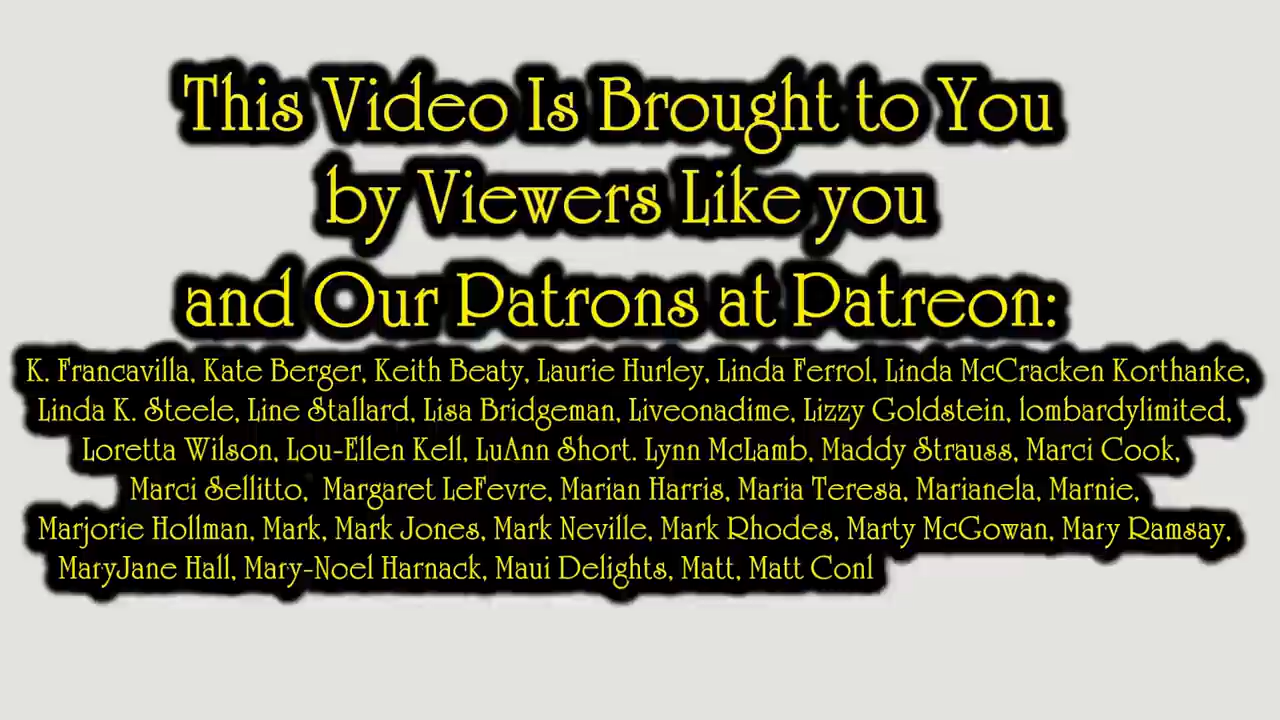 This Video Is Brought to You
by Viewers Like you
and Our Patrons at Patreon:
K. Francavilla, Kate Berger, Keith Beaty, Laurie Hurley, Linda Ferrol, Linda McCracken Korthanke,
Linda K. Steele, Line Stallard, Lisa Bridgeman, Liveonadime, Lizzy Goldstein, lombardylimited,
Loretta Wilson, Lou-Ellen Kell, LuAnn Short. Lynn McLamb, Maddy Strauss, Marci Cook,
Marci Sellitto, Margaret LeFevre, Marian Harris, Maria Teresa, Marianela, Marnie,
Marjorie Hollman, Mark, Mark Jones, Mark Neville, Mark Rhodes, Marty McGowan, Mary Ramsay,
MaryJane Hall, Mary-Noel Harnack, Maui Delights, Matt, Matt Conl